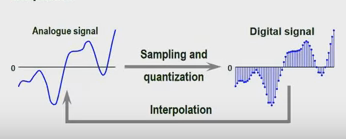 Analogue signal
Digital signal
0
Sampling and
quantization
0
Interpolation